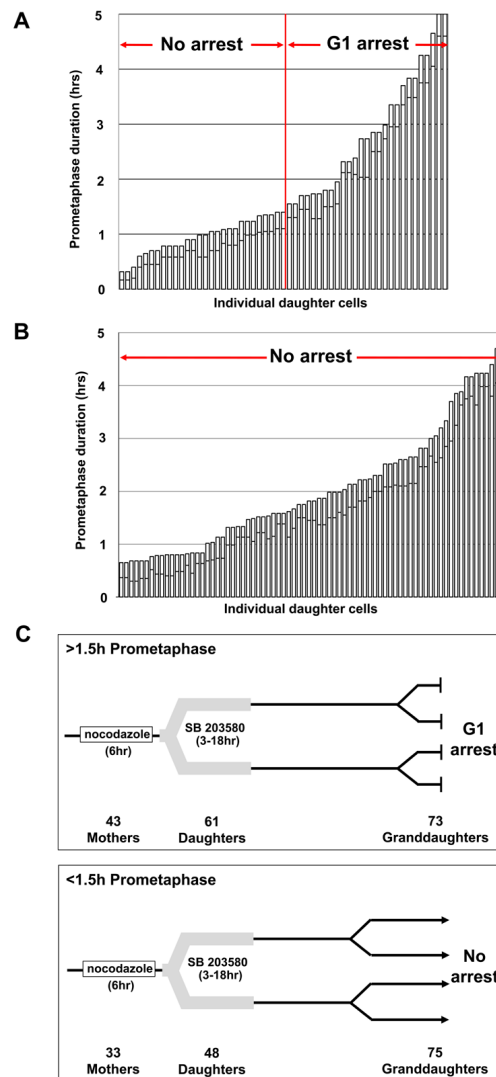 A
No arrest
G1 arrest
Prometaphase duration (hrs)
5
4
3
2
1
0
Individual daughter cells
B
No arrest
Prometaphase duration (hrs)
5
4
3
2
1
0
Individual daughter cells
C
>1.5h Prometaphase
nocodazole
(6hr)
SB 203580
(3-18hr)
G1
arrest
43
Mothers
61
Daughters
73
Granddaughters
<1.5h Prometaphase
nocodazole
(6hr)
SB 203580
(3-18hr)
No
arrest
33
Mothers
48
Daughters
75
Granddaughters